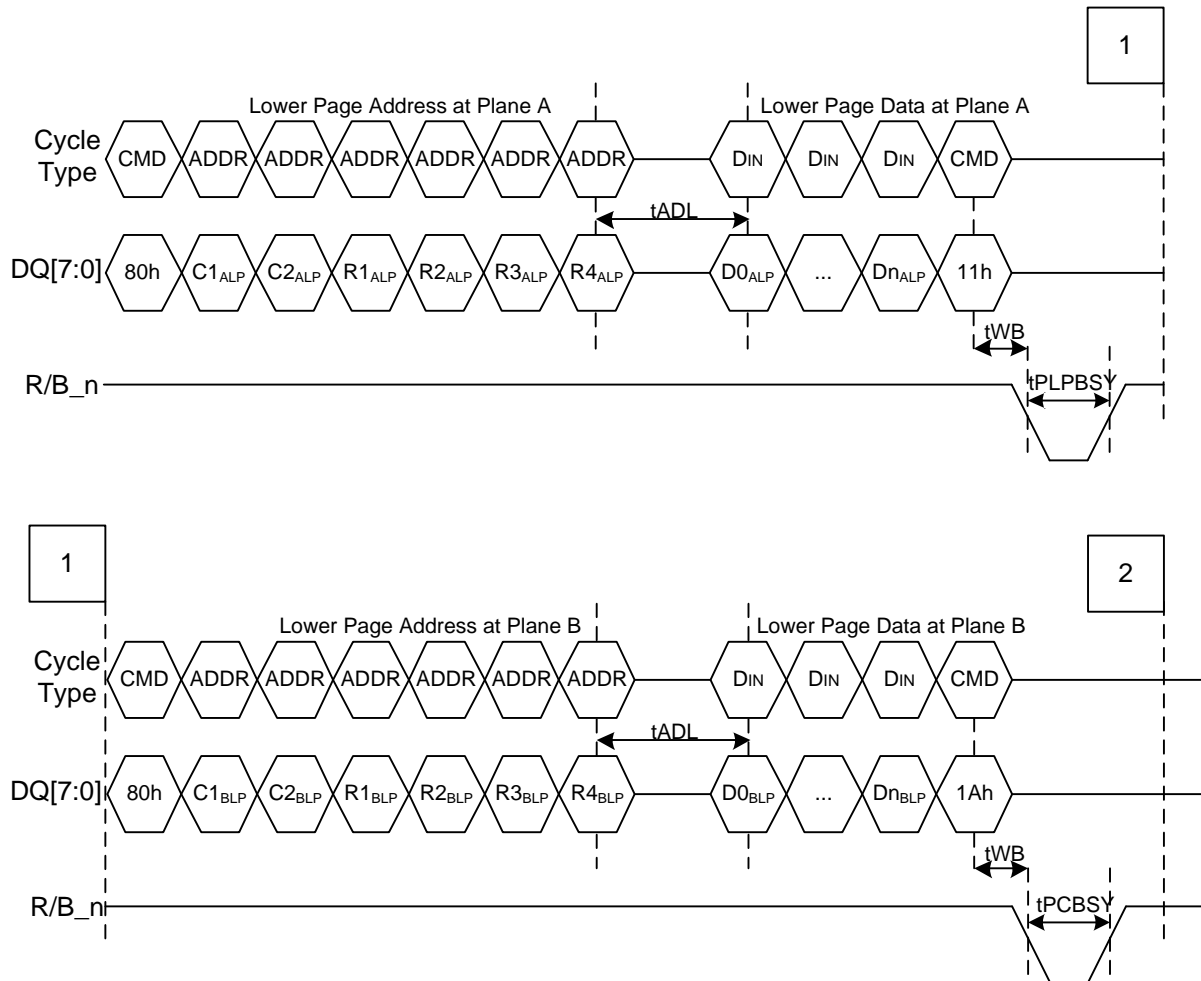 1
Lower Page Address at Plane A Lower Page Data at Plane A
Cycle Type CMD ADDR ADDR ADDR ADDR ADDR ADDR DIN DIN DIN CMD
tADL
DQ[7:0] 80h C1ALP C2ALP R1ALP R2ALP R3ALP R4ALP D0ALP ... DnALP 11h
tWB
R/B_n tPLPBSY
1 2
Lower Page Address at Plane B Lower Page Data at Plane B
Cycle Type CMD ADDR ADDR ADDR ADDR ADDR ADDR DIN DIN DIN CMD
tADL
DQ[7:0] 80h C1BLP C2BLP R1BLP R2BLP R3BLP R4BLP D0BLP ... DnBLP 1Ah
tWB
R/B_n tPCBSY